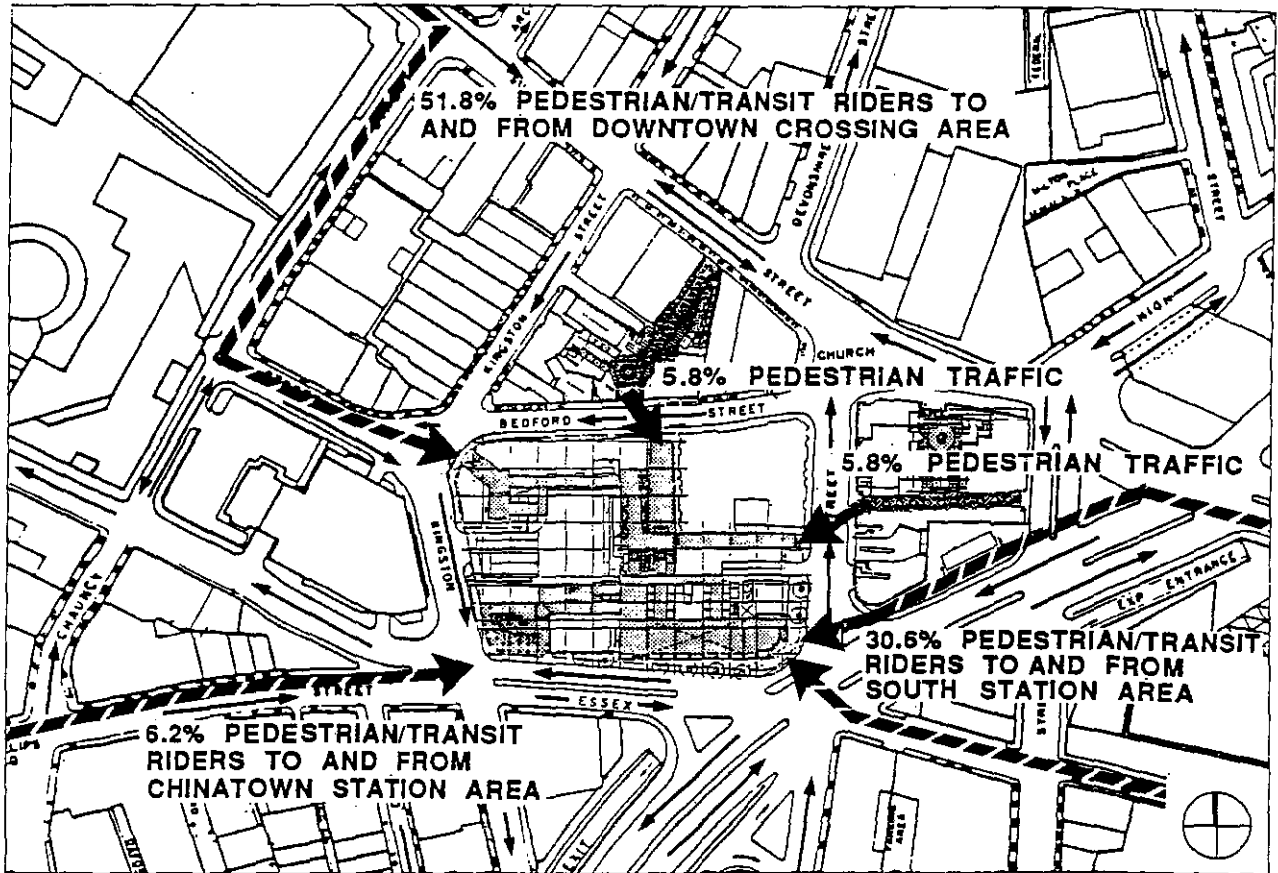 51.8% PEDESTRIAN/TRANSIT RIDERS TO
AND FROM DOWNTOWN CROSSING AREA
FEDERAL
STREET
DEVONSHIRE
PLACE
STREET
STREET
KINGSTON
STREET
HIGH
CHURCH
5.8% PEDESTRIAN TRAFFIC
BEDFORD
STREET
5.8% PEDESTRIAN TRAFFIC
KINGSTON
CHAUNCY
EXP ENTRANCE
30.6% PEDESTRIAN/TRANSIT
RIDERS TO AND FROM
SOUTH STATION AREA
STREET
ESSEX
6.2% PEDESTRIAN/TRANSIT
RIDERS TO AND FROM
CHINATOWN STATION AREA
EXIT
PARKING
AREA